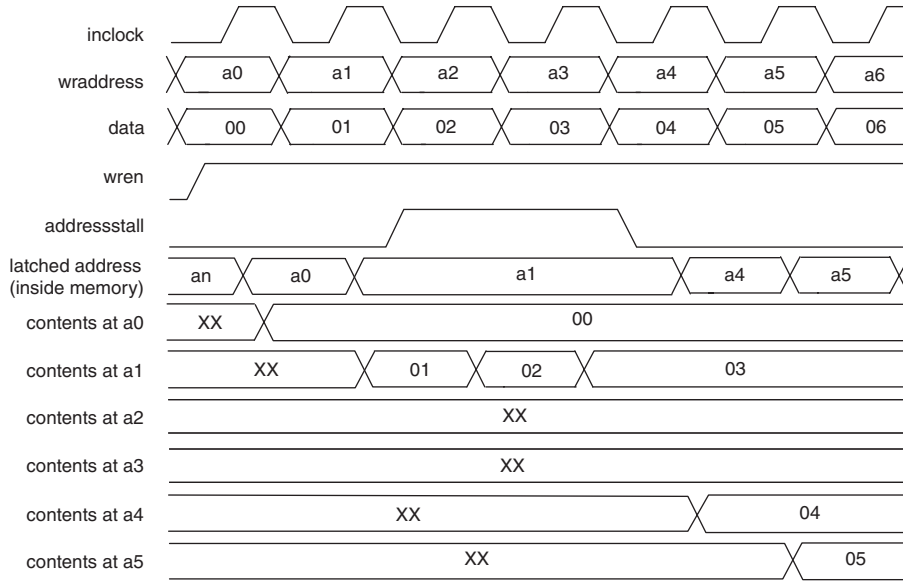 inclock
wraddress a0 a1 a2 a3 a4 a5 a6
data 00 01 02 03 04 05 06
wren
addressstall
latched address
(inside memory) an a0 a1 a4 a5
contents at a0 XX 00
contents at a1 XX 01 02 03
contents at a2 XX
contents at a3 XX
contents at a4 XX 04
contents at a5 XX 05